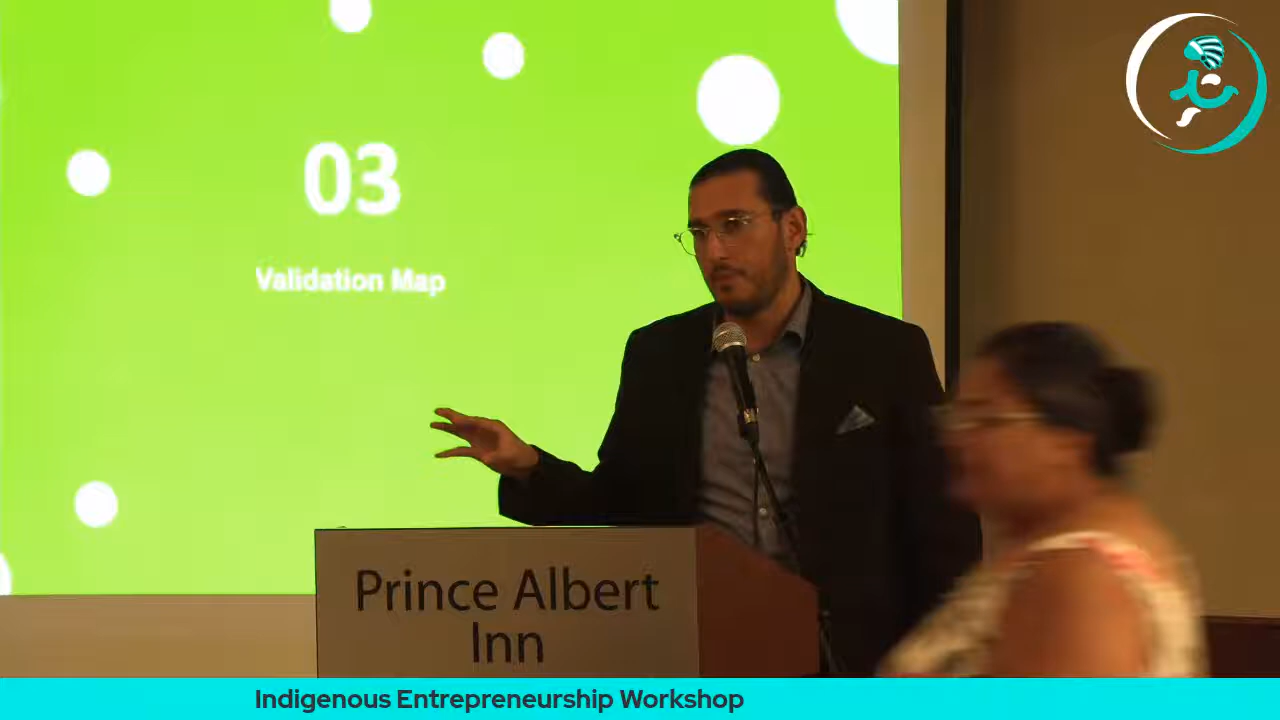 03
Validation Map
Prince Albert
Inn
Indigenous Entrepreneurship Workshop